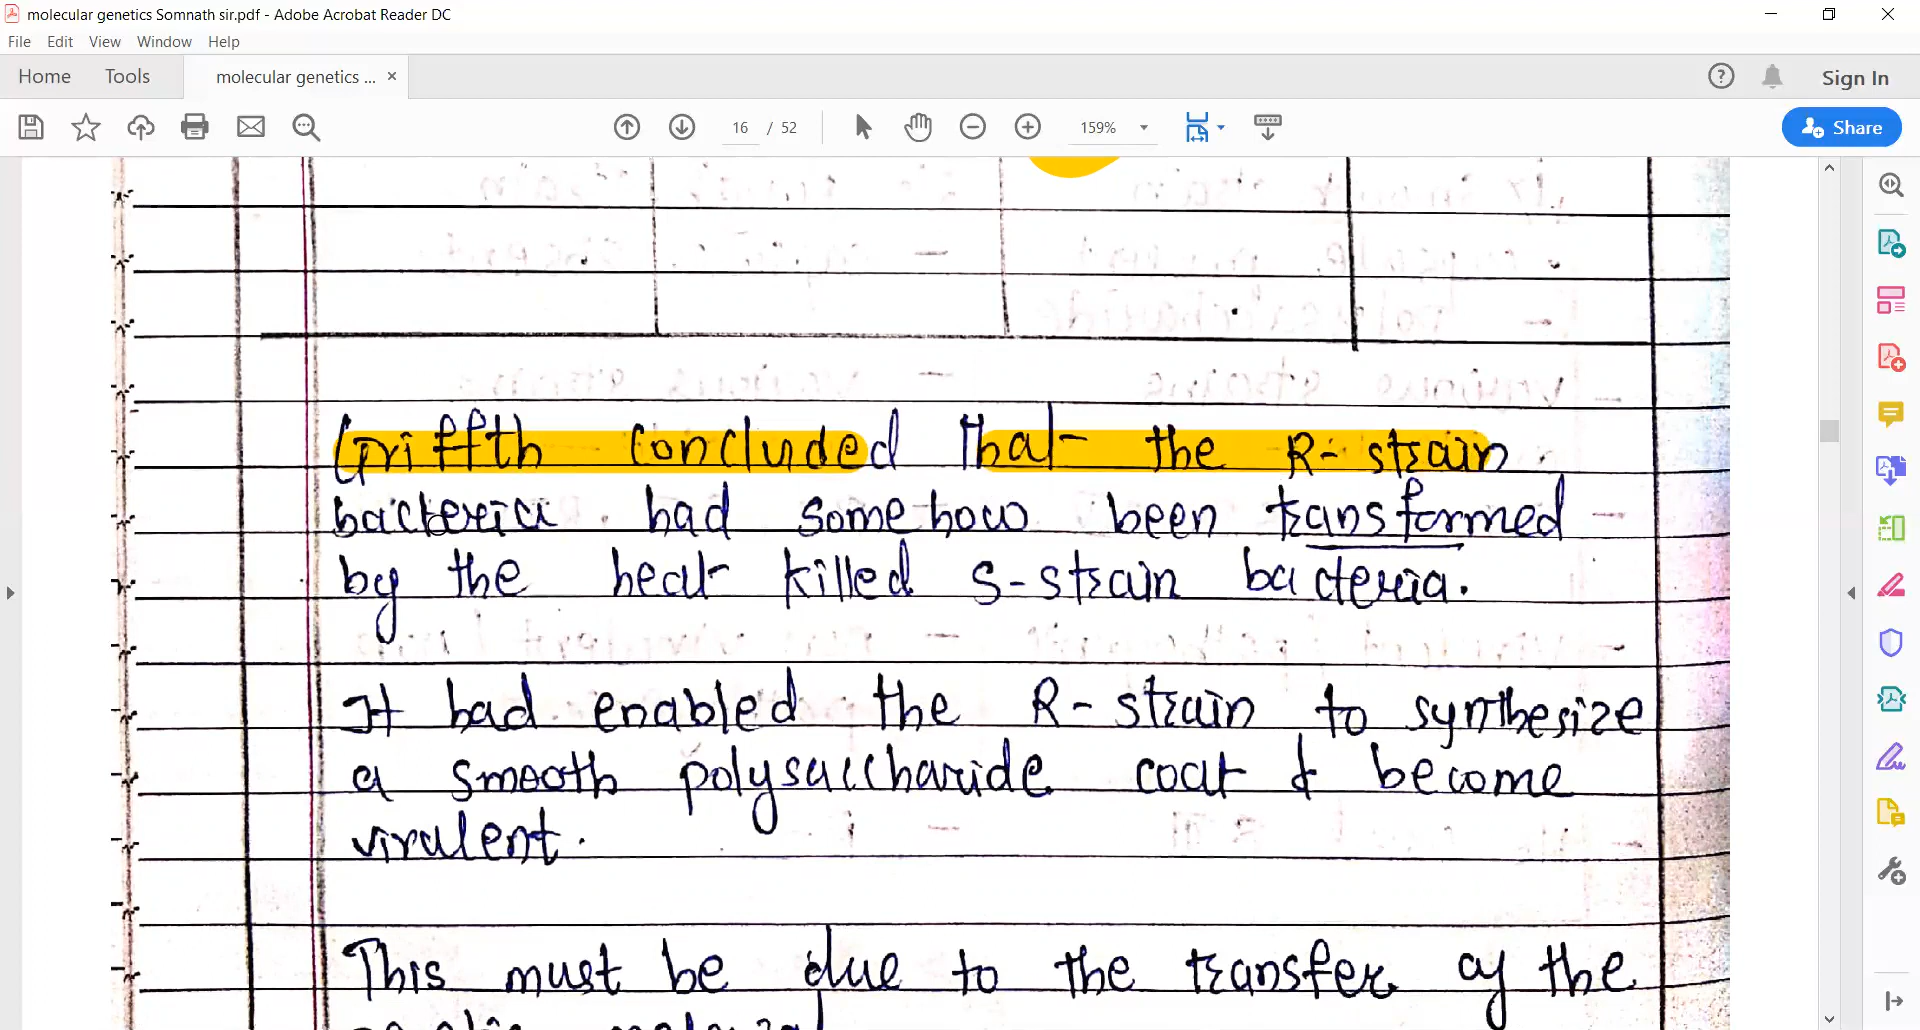 molecular genetics Somnath sir.pdf - Adobe Acrobat Reader DC
File Edit View Window Help
Home Tools molecular genetics ... × Sign In
16 / 52 159% Share
Griffth concluded that the R-strain
bacteria had somehow been transformed
by the heat killed S-strain bacteria.
It had enabled the R-strain to synthesize
a smooth polysaccharide coat & become
virulent.
This must be due to the transfer of the